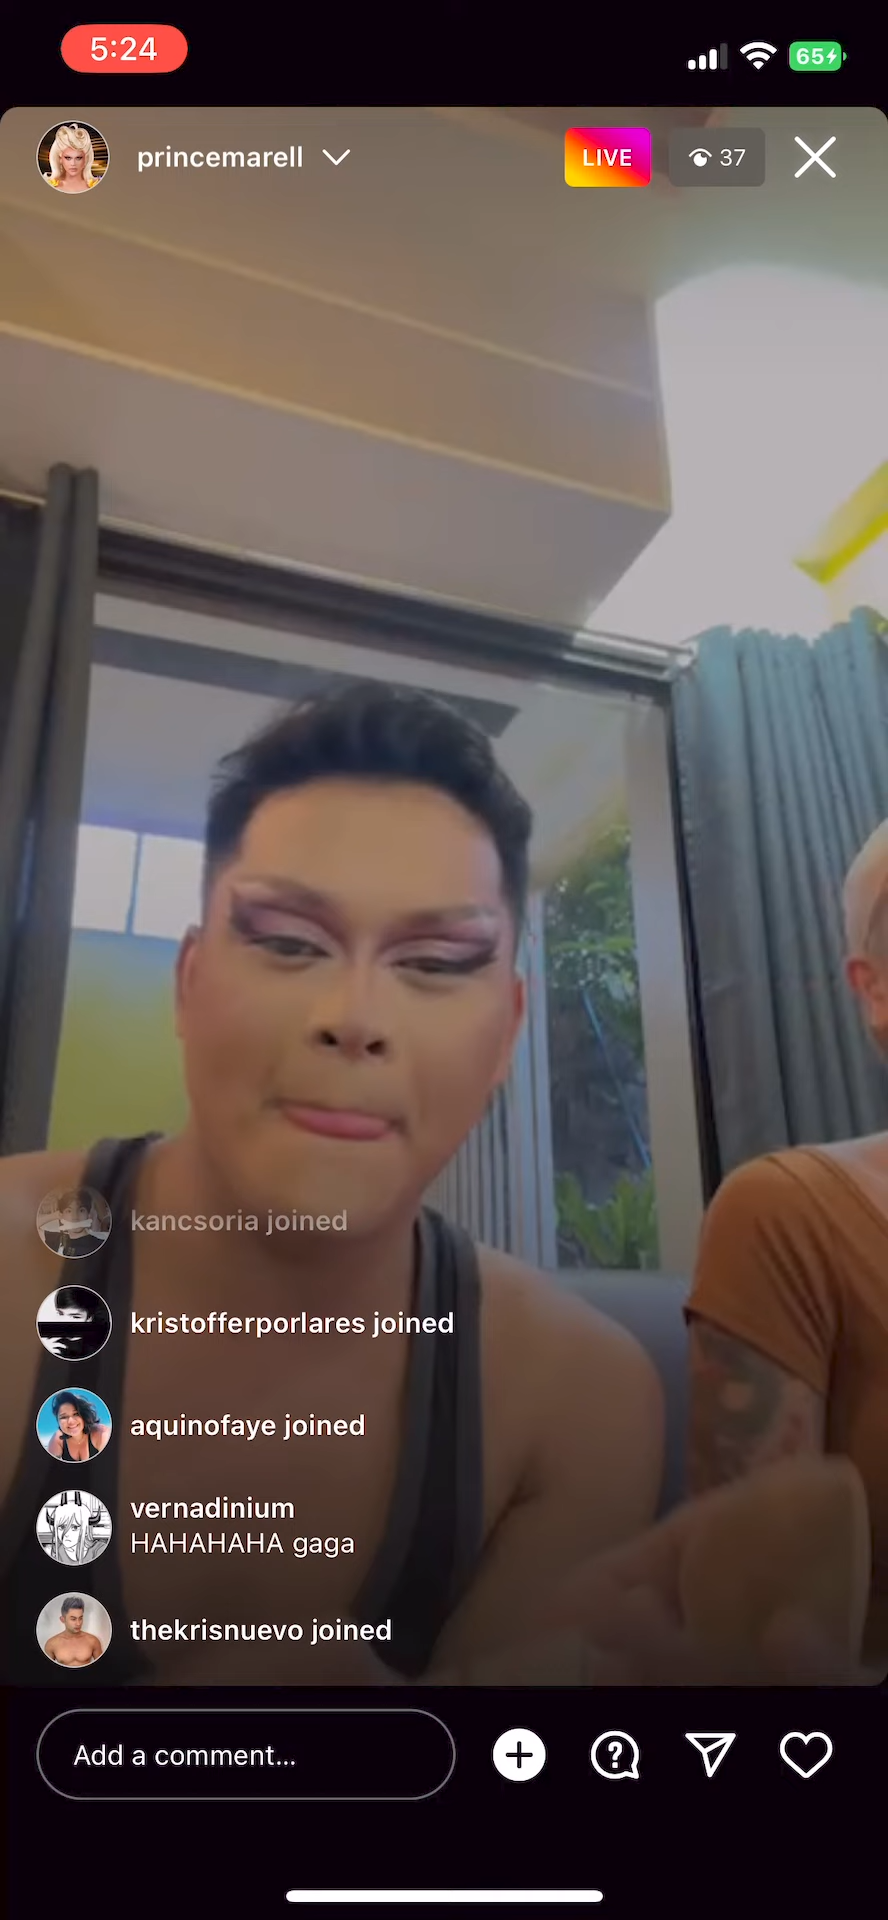 5:24
65
princemarell
LIVE
37
kancsoria joined
kristofferporlares joined
aquinofaye joined
vernadinium
HAHAHAHA gaga
thekrisnuevo joined
Add a comment...